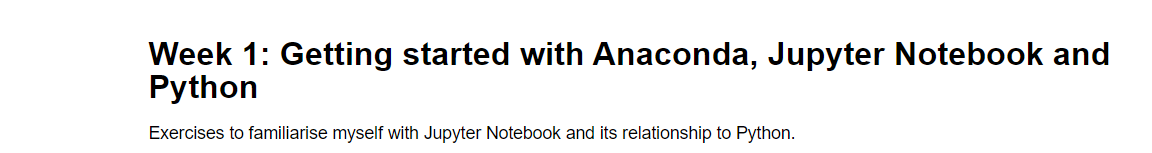 Week 1: Getting started with Anaconda, Jupyter Notebook and
Python
Exercises to familiarise myself with Jupyter Notebook and its relationship to Python.